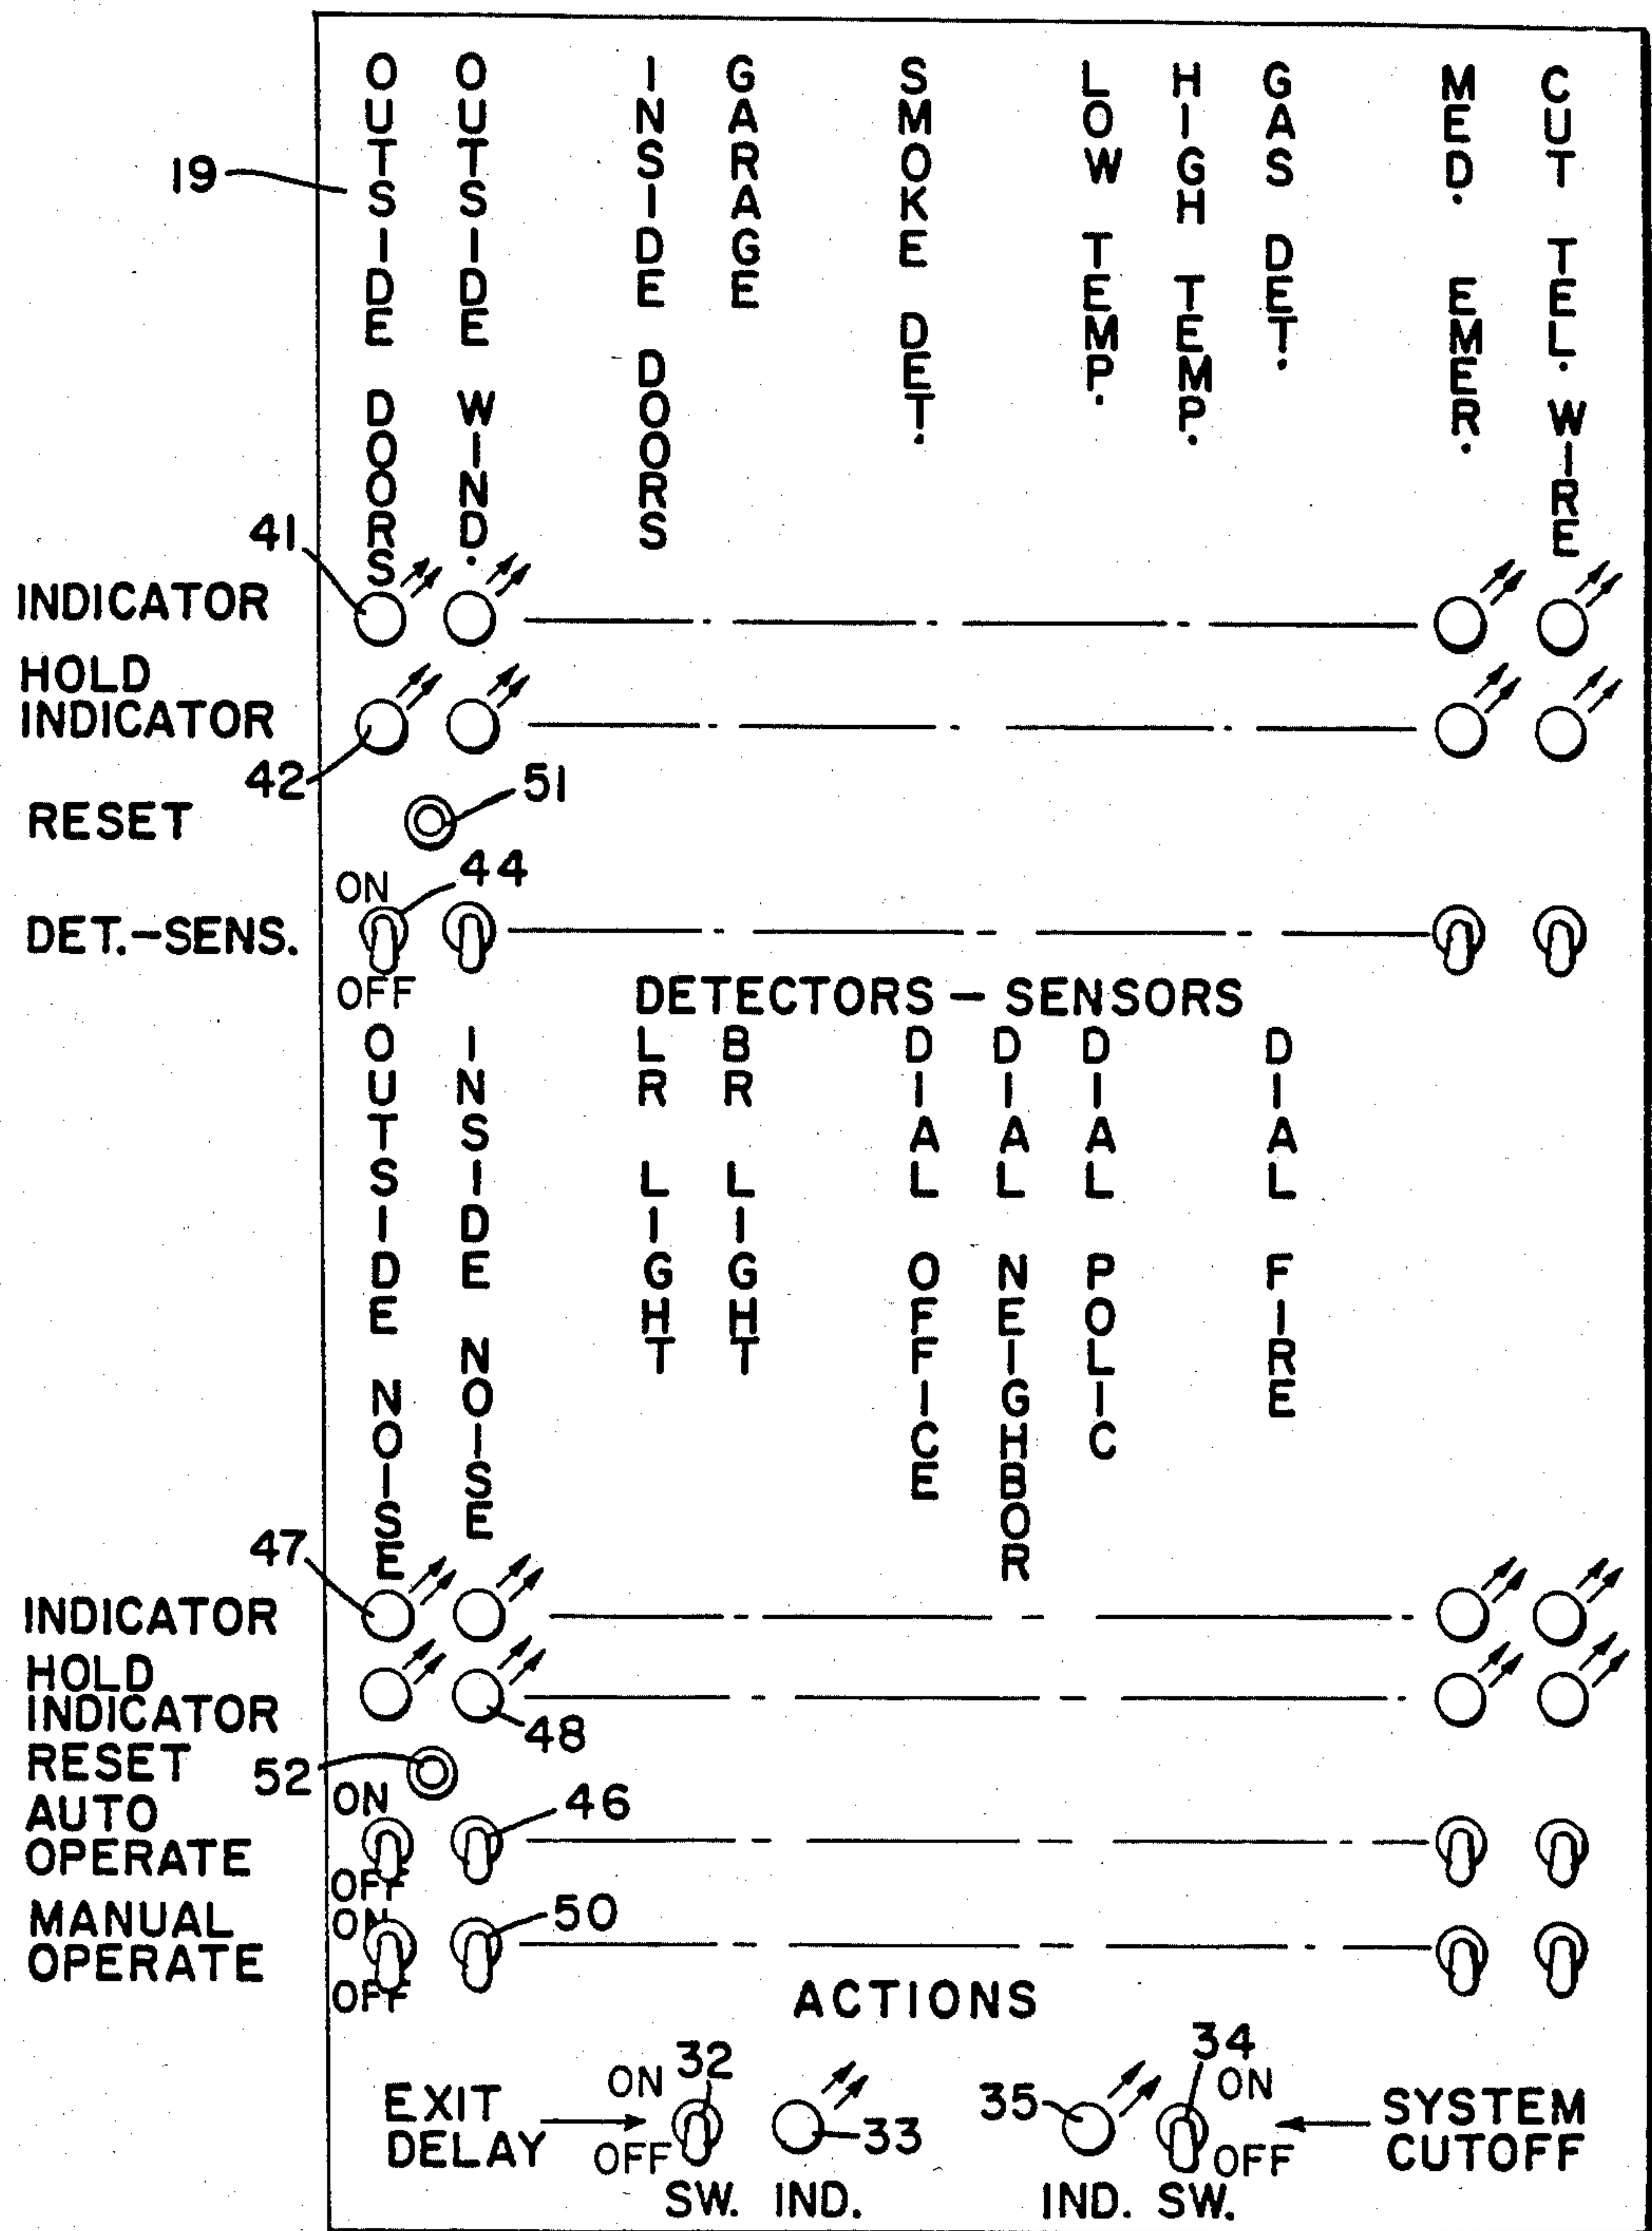 OUTSIDE DOORS
OUTSIDE WIND.
INSIDE DOORS
GARAGE
SMOKE DET.
LOW TEMP.
HIGH TEMP.
GAS DET.
MED. EMER.
CUT TEL. WIRE
19
41
INDICATOR
HOLD
INDICATOR
42
51
RESET
ON
44
DET.-SENS.
OFF
DETECTORS - SENSORS
OUTSIDE NOISE
INSIDE NOISE
LR LIGHT
BR LIGHT
DIAL OFFICE
DIAL NEIGHBOR
DIAL POLIC
DIAL FIRE
47
INDICATOR
HOLD
INDICATOR
48
RESET
52
ON
AUTO
OPERATE
46
OFF
MANUAL
OPERATE
ON
50
OFF
ACTIONS
EXIT
DELAY
ON
32
OFF
33
SW. IND.
35
34
ON
OFF
SYSTEM
CUTOFF
IND. SW.